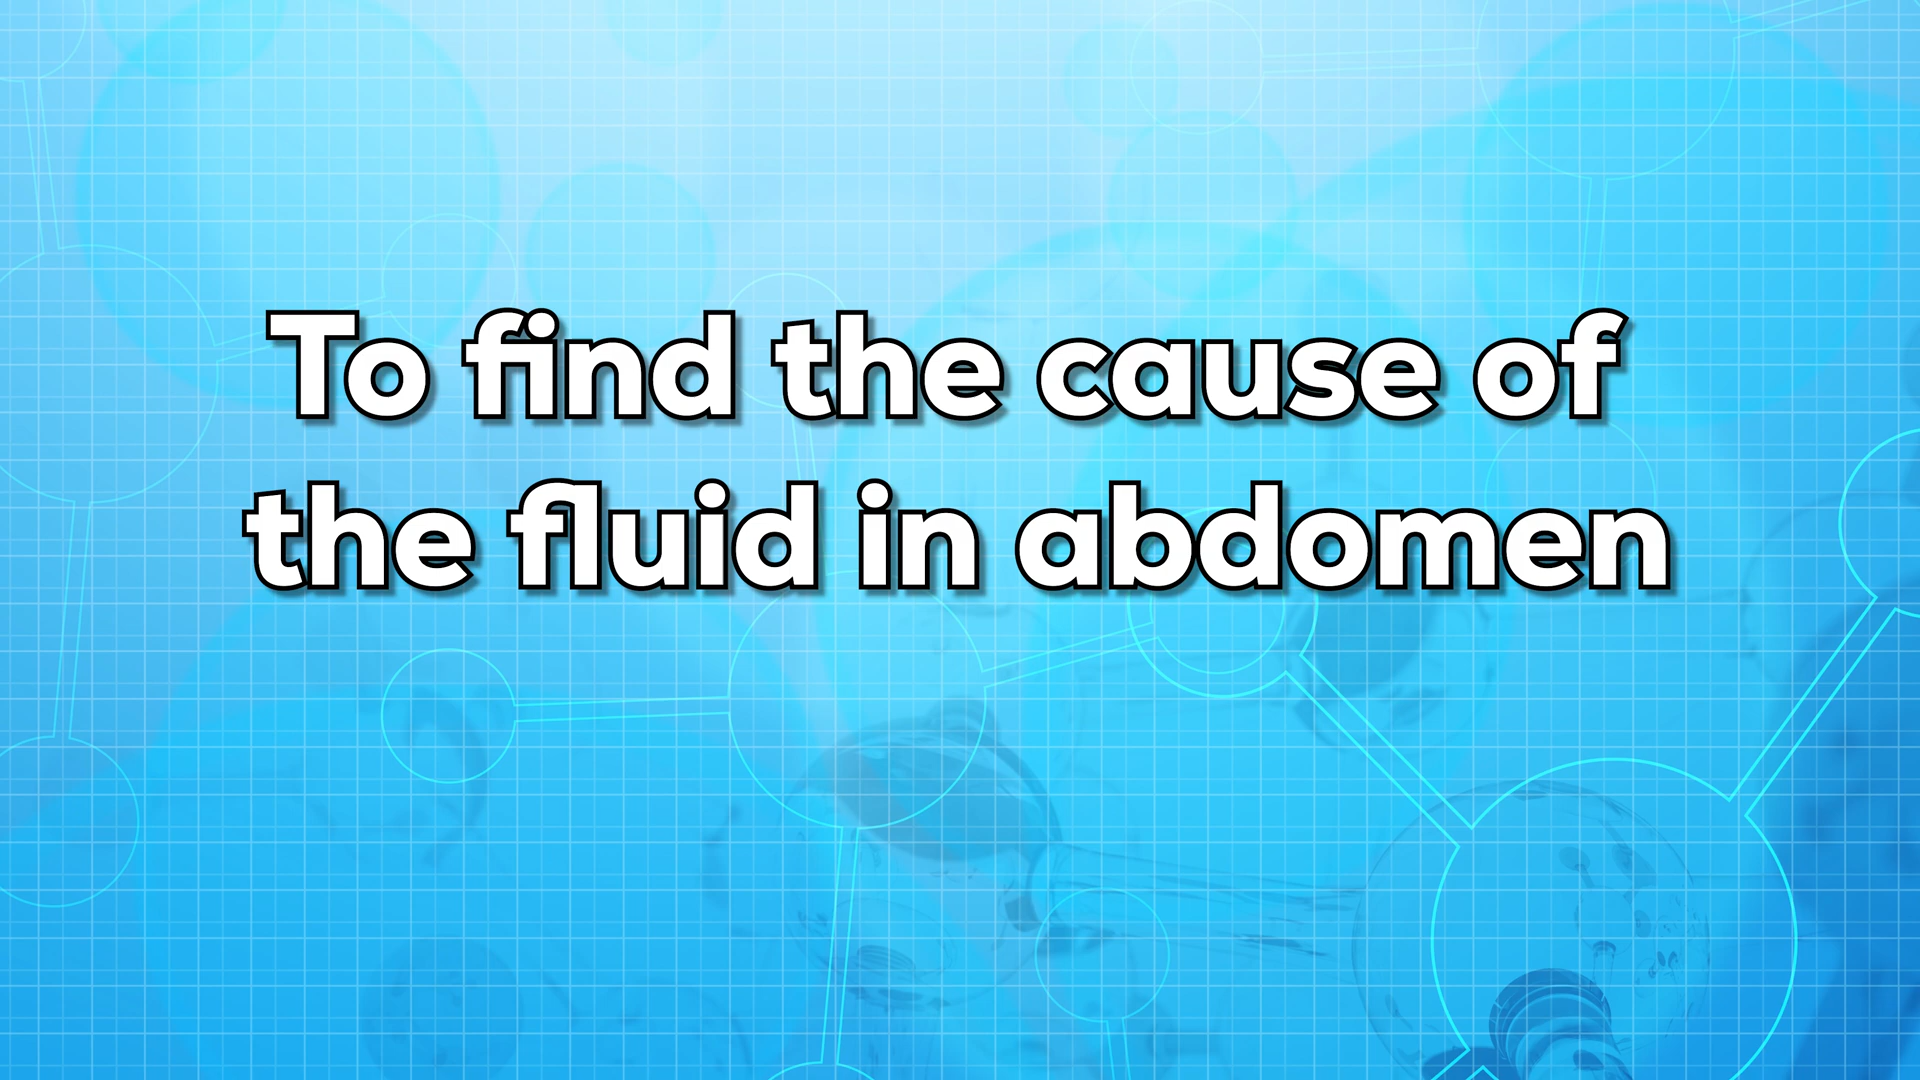 To find the cause of
the fluid in abdomen